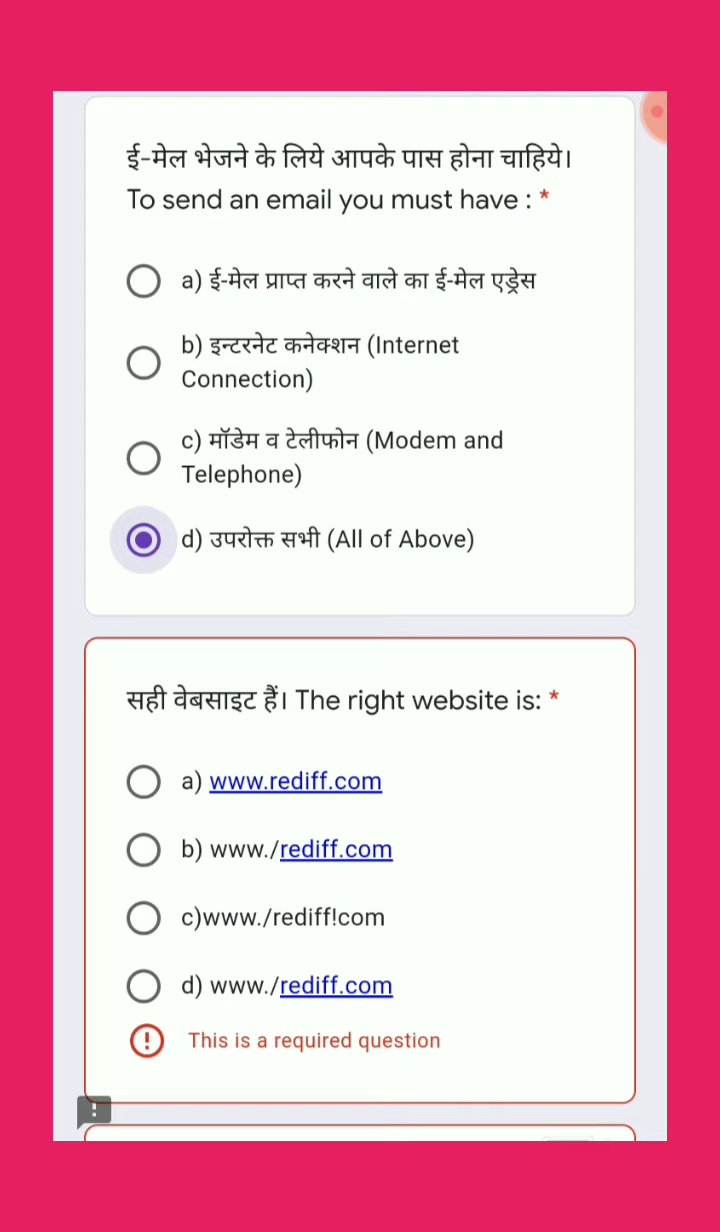 ई-मेल भेजने के लिये आपके पास होना चाहिये।
To send an email you must have : *
a) ई-मेल प्राप्त करने वाले का ई-मेल एड्रेस
b) इन्टरनेट कनेक्शन (Internet
Connection)
c) मॉडेम व टेलीफोन (Modem and
Telephone)
d) उपरोक्त सभी (All of Above)
सही वेबसाइट हैं। The right website is: *
a) www.rediff.com
b) www./rediff.com
c)www./rediff!com
d) www./rediff.com
This is a required question